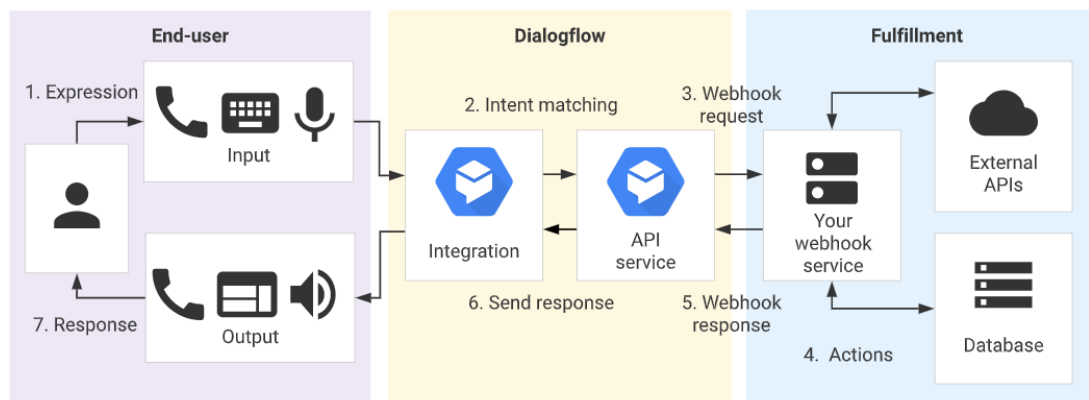 End-user
Dialogflow
Fulfillment
1. Expression
Input
2. Intent matching
3. Webhook
request
External
APIs
Integration
API
service
Your
webhook
service
7. Response
Output
6. Send response
5. Webhook
response
4. Actions
Database